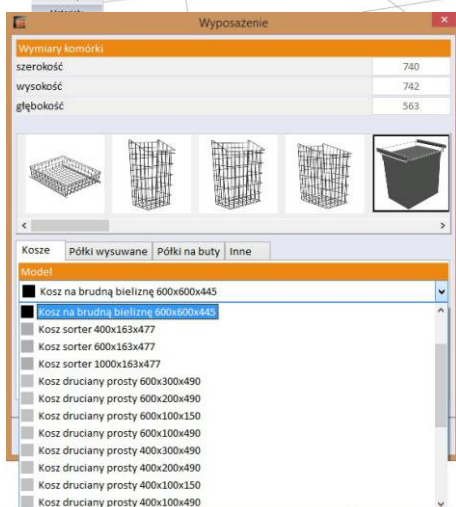 Materiały
Wyposażenie
Wymiary komórki
szerokość 740
wysokość 742
głębokość 563
Kosze Półki wysuwane Półki na buty Inne
Model
Kosz na brudną bieliznę 600x600x445
Kosz na brudną bieliznę 600x600x445
Kosz sorter 400x163x477
Kosz sorter 600x163x477
Kosz sorter 1000x163x477
Kosz druciany prosty 600x300x490
Kosz druciany prosty 600x200x490
Kosz druciany prosty 600x100x150
Kosz druciany prosty 600x100x490
Kosz druciany prosty 400x300x490
Kosz druciany prosty 400x200x490
Kosz druciany prosty 400x100x150
Kosz druciany prosty 400x100x490